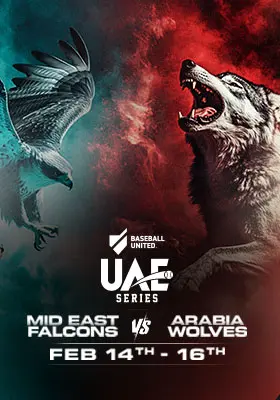 BASEBALL
UNITED
UAE
SERIES
MID EAST
FALCONS
VS
ARABIA
WOLVES
FEB 14TH - 16TH